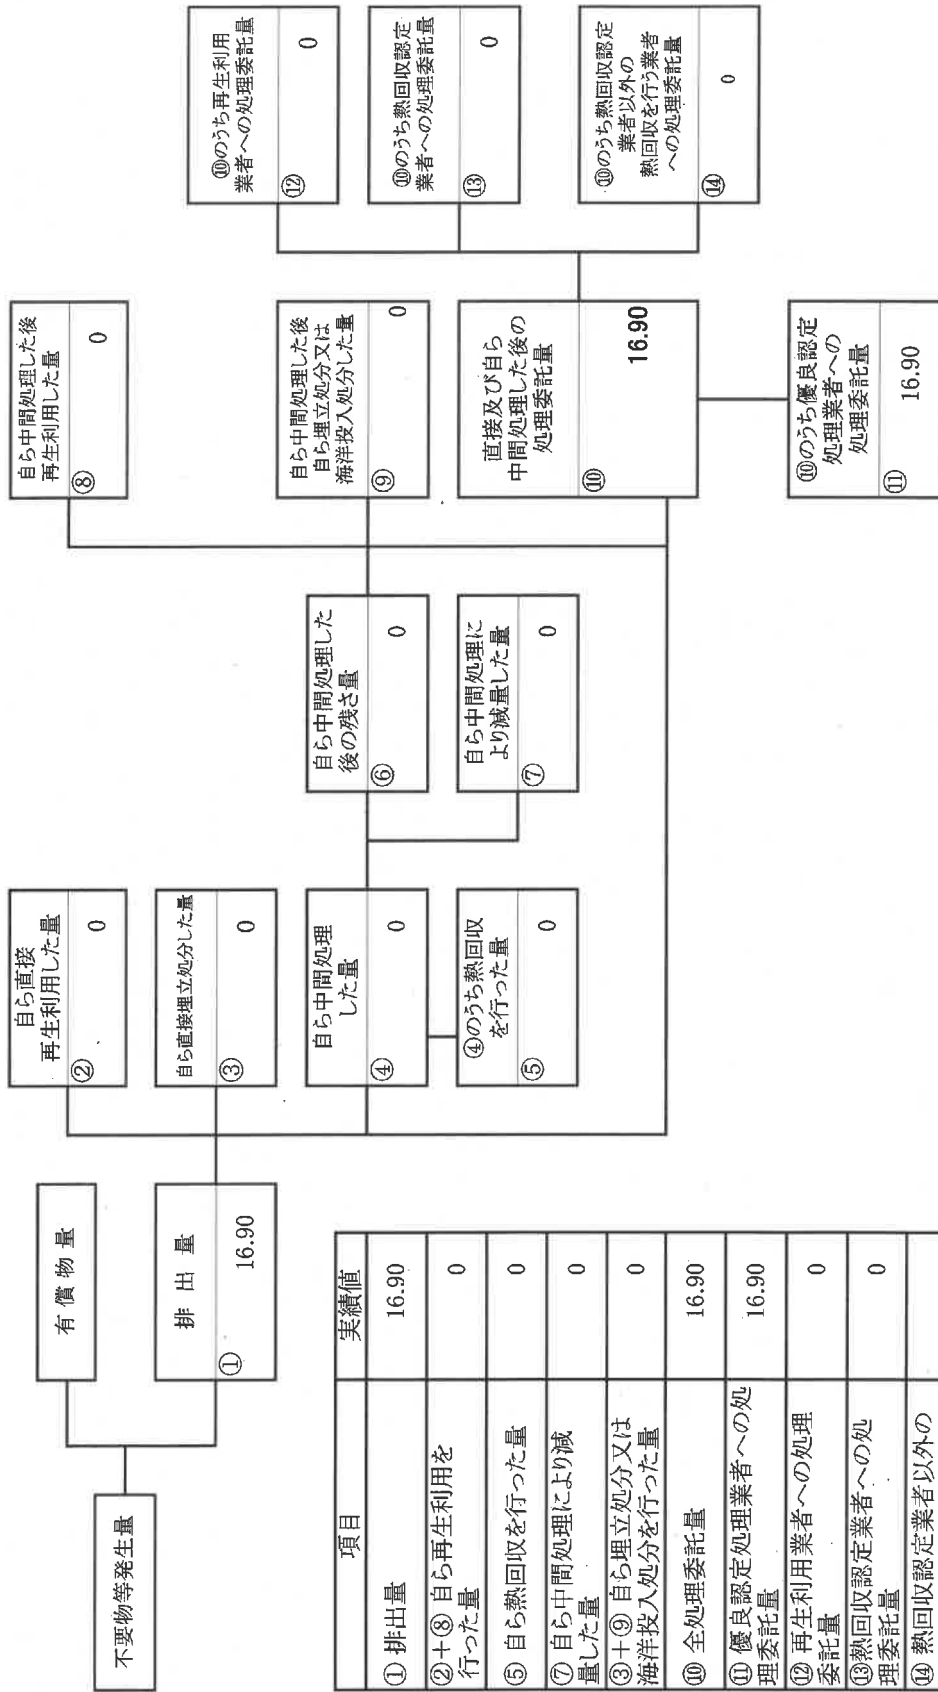 不要物等発生量
有償物量
排出量
①
16.90
自ら直接
再生利用した量
②
0
自ら直接埋立処分した量
③
0
自ら中間処理
した量
④
0
④のうち熱回収
を行った量
⑤
0
自ら中間処理した
後の残さ量
⑥
0
自ら中間処理に
より減量した量
⑦
0
自ら中間処理した後
再生利用した量
⑧
0
自ら中間処理した後
自ら埋立処分又は
海洋投入処分した量
⑨
0
直接及び自ら
中間処理した後の
処理委託量
⑩
16.90
⑩のうち優良認定
処理業者への
処理委託量
⑪
16.90
⑩のうち再生利用
業者への処理委託量
⑫
0
⑩のうち熱回収認定
業者への処理委託量
⑬
0
⑩のうち熱回収認定
業者以外の
熱回収を行う業者
への処理委託量
⑭
0
項目 実績値
①排出量 16.90
②+⑧ 自ら再生利用を
行った量 0
⑤ 自ら熱回収を行った量 0
⑦ 自ら中間処理により減
量した量 0
③+⑨ 自ら埋立処分又は
海洋投入処分を行った量 0
⑩ 全処理委託量 16.90
⑪ 優良認定処理業者への処
理委託量 16.90
⑫ 再生利用業者への処理
委託量 0
⑬熱回収認定業者への処
理委託量 0
⑭ 熱回収認定業者以外の